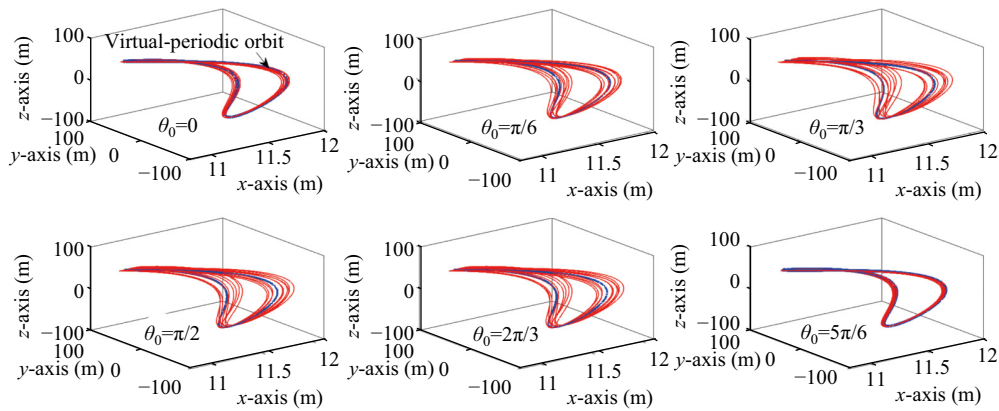 100
Virtual-periodic orbit
z-axis (m)
0
−100
100
θ0=0
y-axis (m)
0
−100
11
11.5
12
x-axis (m)
100
z-axis (m)
0
−100
100
θ0=π/6
y-axis (m)
0
−100
11
11.5
12
x-axis (m)
100
z-axis (m)
0
−100
100
θ0=π/3
y-axis (m)
0
−100
11
11.5
12
x-axis (m)
100
z-axis (m)
0
−100
100
θ0=π/2
y-axis (m)
0
−100
11
11.5
12
x-axis (m)
100
z-axis (m)
0
−100
100
θ0=2π/3
y-axis (m)
0
−100
11
11.5
12
x-axis (m)
100
z-axis (m)
0
−100
100
θ0=5π/6
y-axis (m)
0
−100
11
11.5
12
x-axis (m)